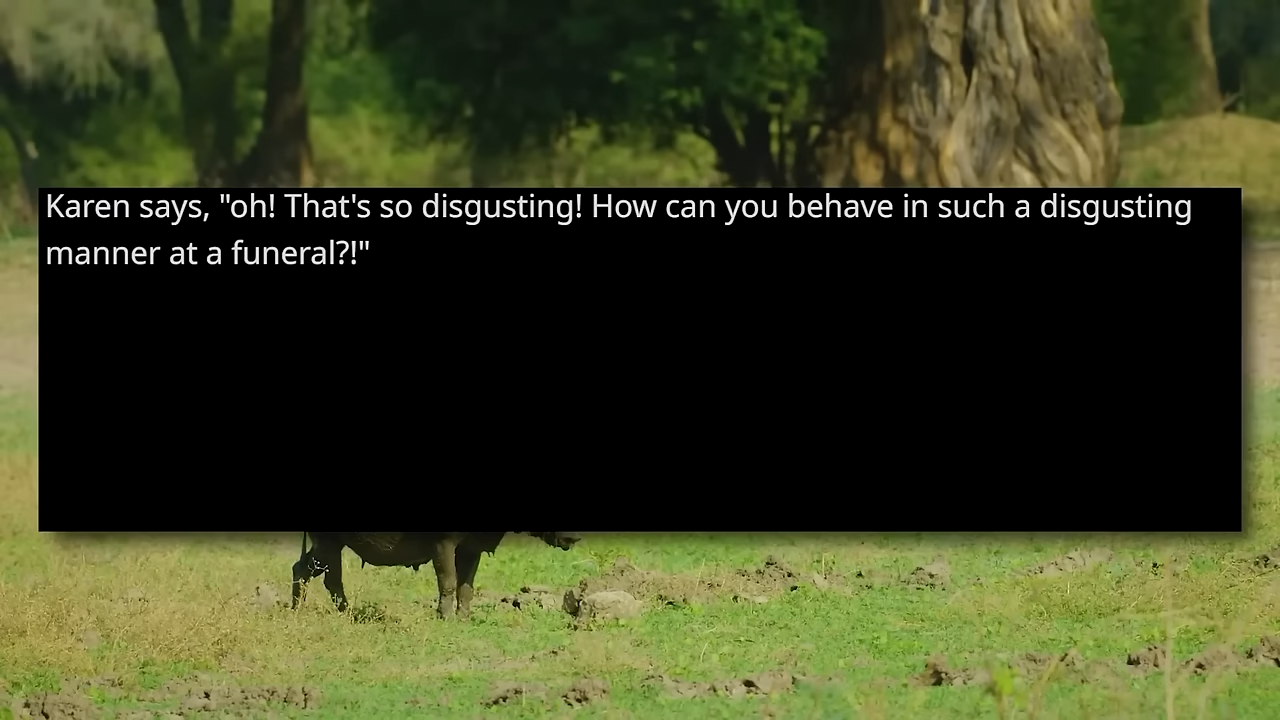 Karen says, "oh! That's so disgusting! How can you behave in such a disgusting
manner at a funeral?!"